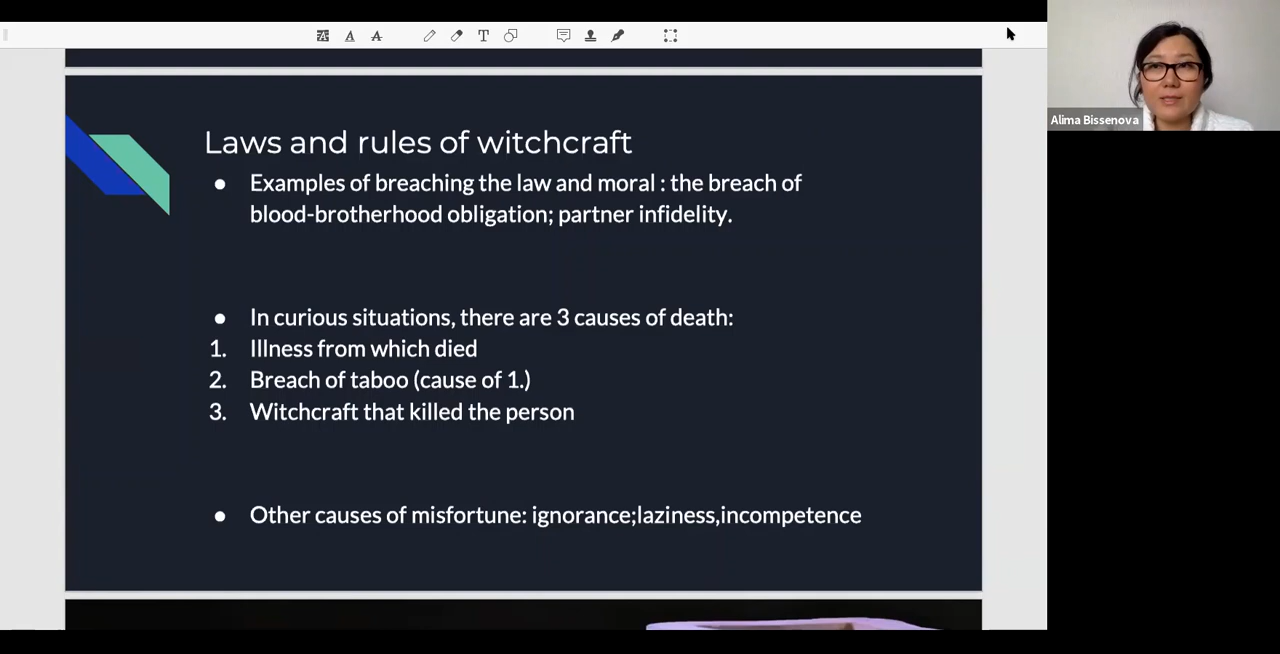 Alima Bissenova
Laws and rules of witchcraft
● Examples of breaching the law and moral : the breach of
blood-brotherhood obligation; partner infidelity.
● In curious situations, there are 3 causes of death:
1. Illness from which died
2. Breach of taboo (cause of 1.)
3. Witchcraft that killed the person
● Other causes of misfortune: ignorance;laziness,incompetence